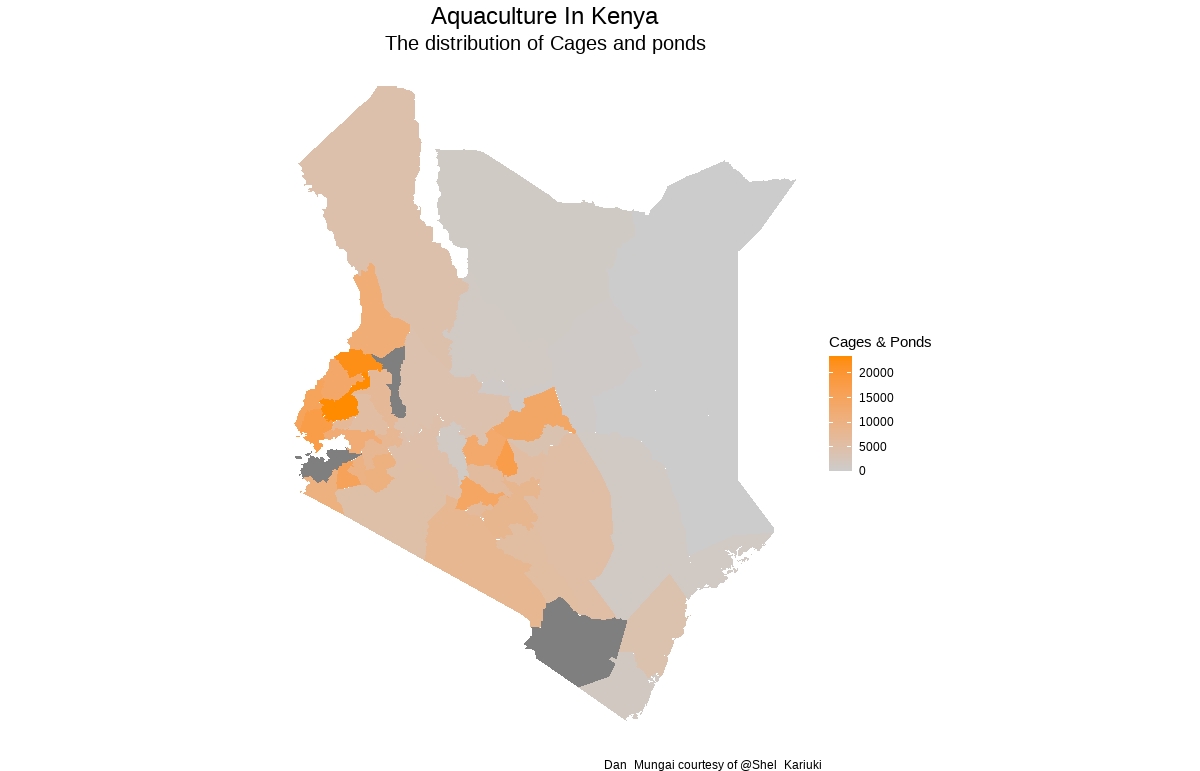 Aquaculture In Kenya
The distribution of Cages and ponds
Cages & Ponds
20000
15000
10000
5000
0
Dan  Mungai courtesy of @Shel  Kariuki